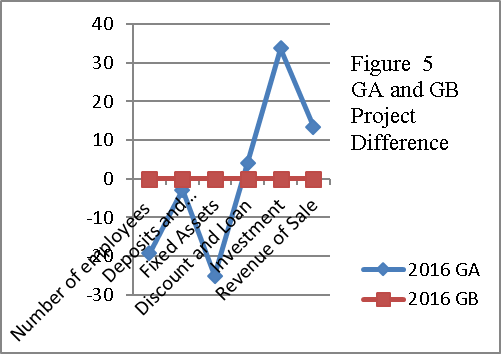 40
30
20
10
0
-10
-20
-30
Number of employees
Deposits and...
Fixed Assets
Discount and Loan
Investment
Revenue of Sale
Figure 5
GA and GB
Project
Difference
2016 GA
2016 GB